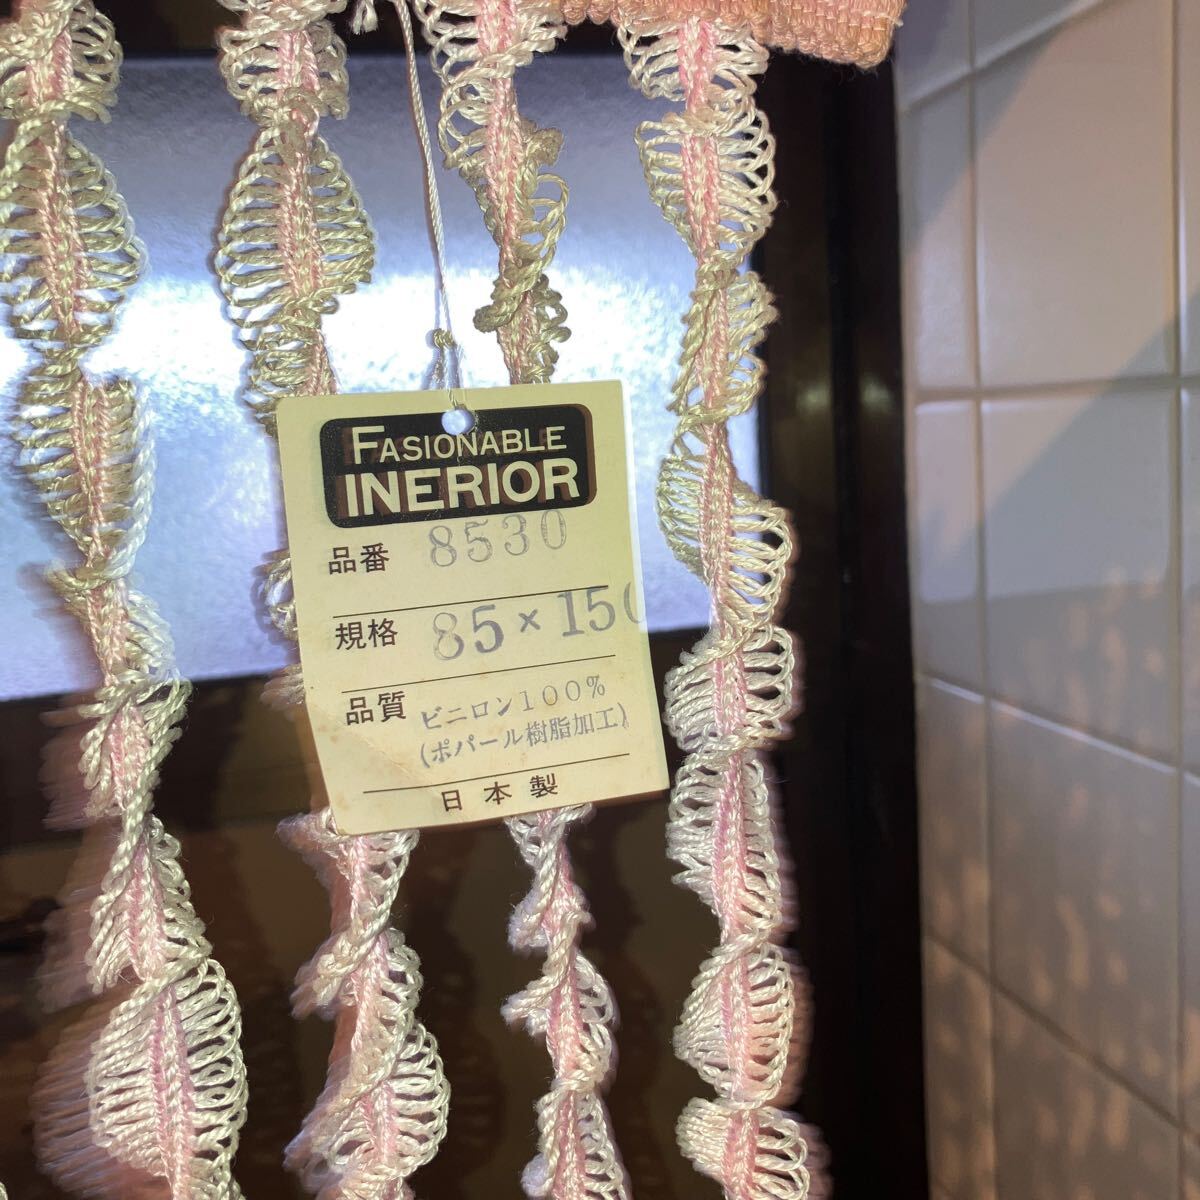 FASIONABLE
INERIOR
品番 8530
規格 85×150
品質 ビニロン100%
(ポパール樹脂加工)
日本製